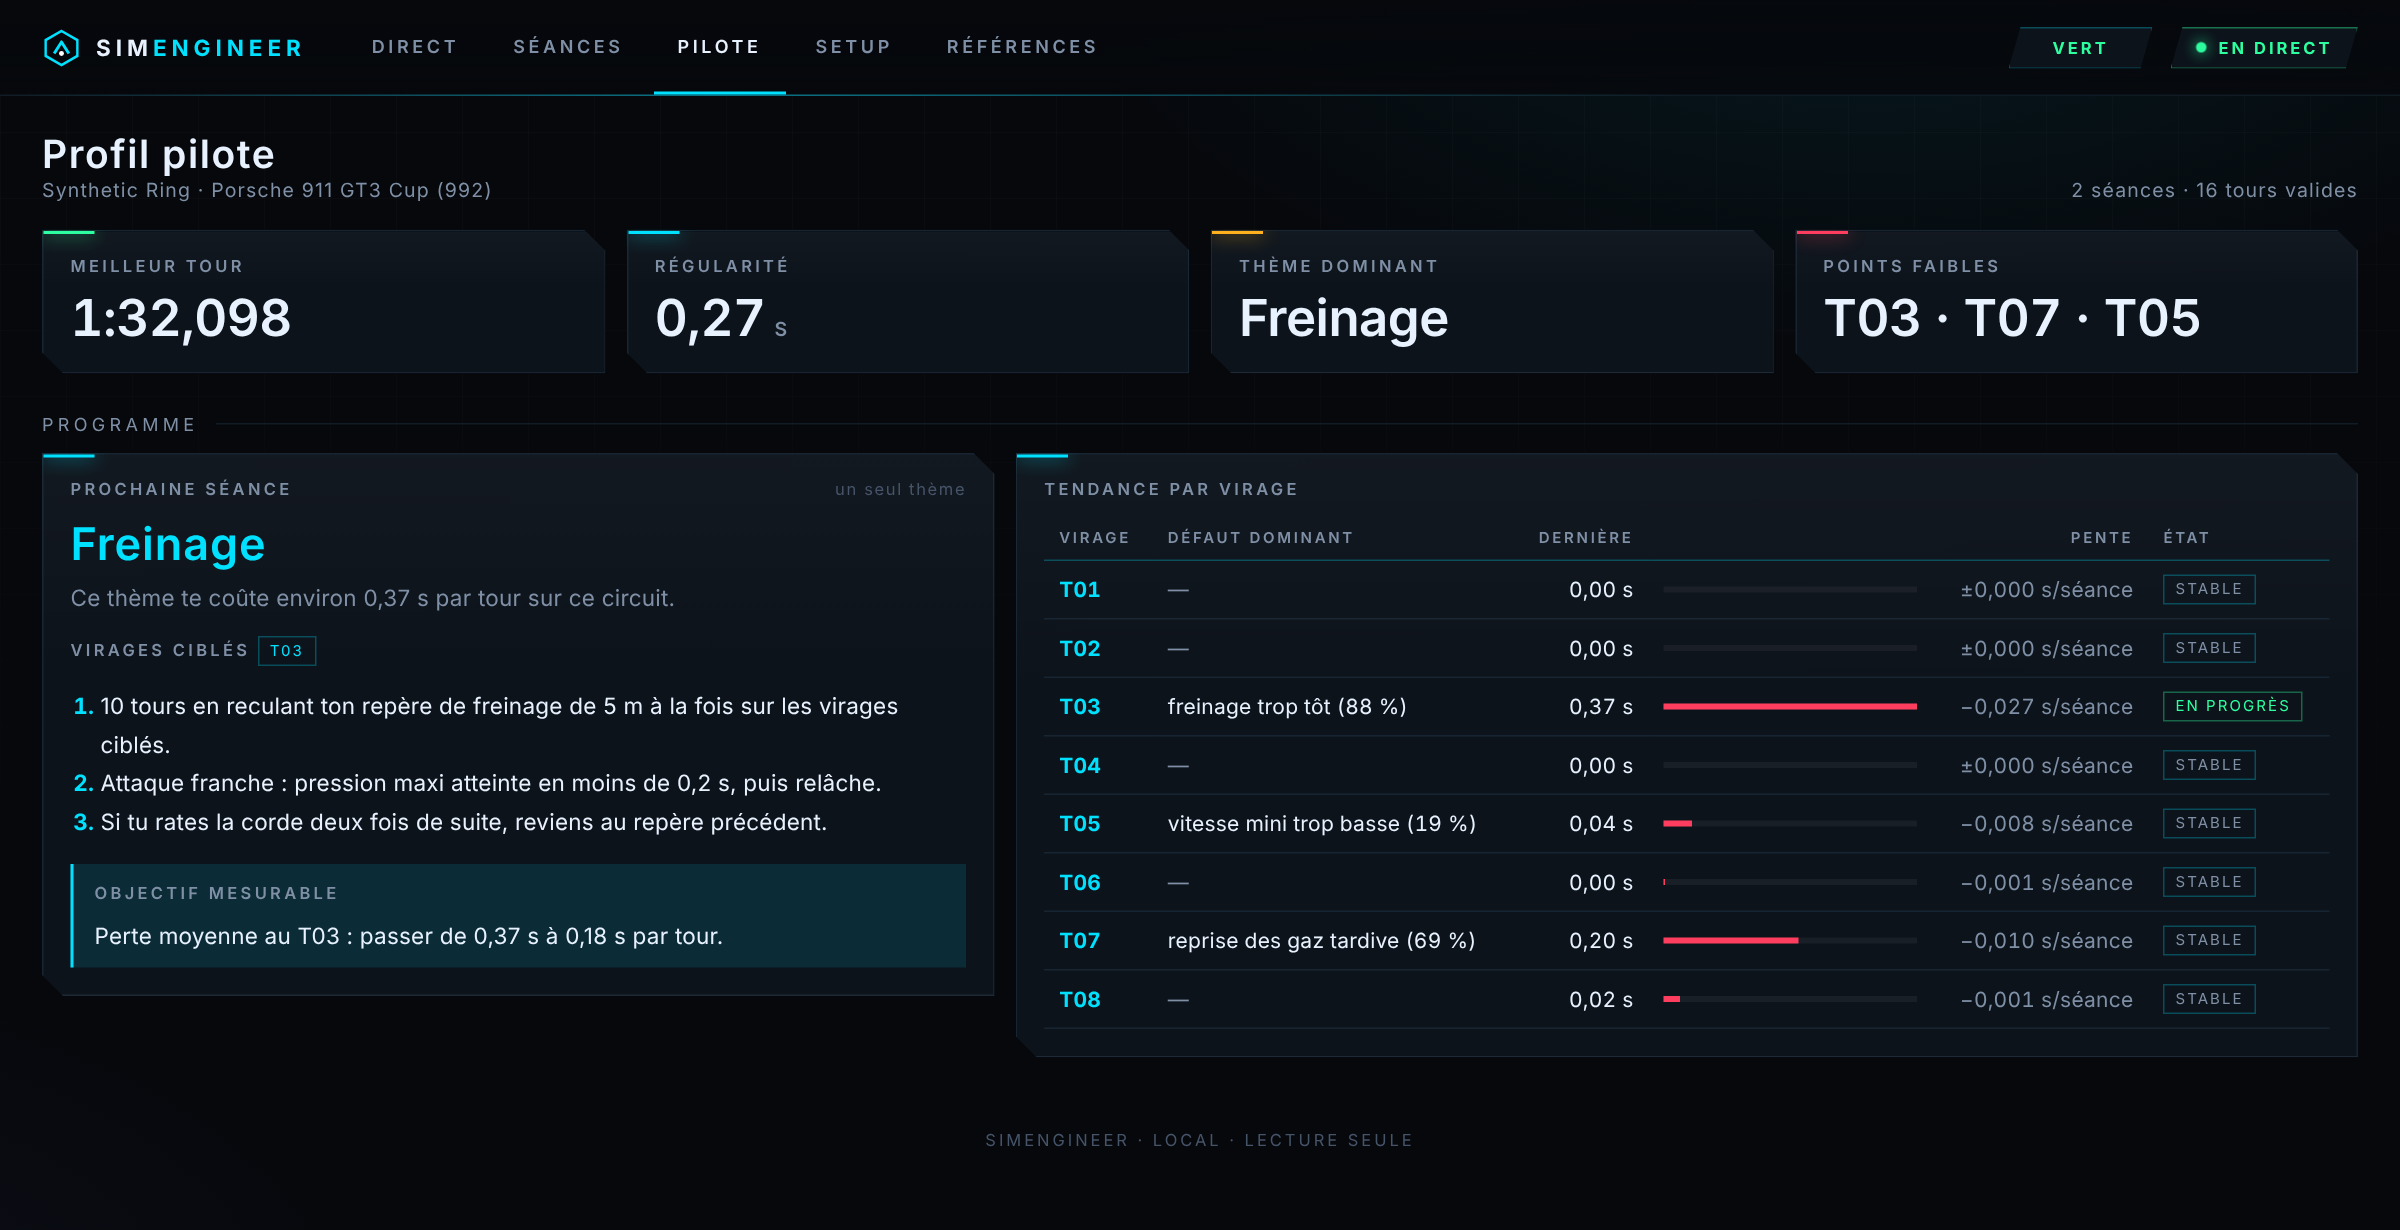 SIMENGINEER
DIRECT
SÉANCES
PILOTE
SETUP
RÉFÉRENCES
VERT
EN DIRECT
Profil pilote
Synthetic Ring · Porsche 911 GT3 Cup (992)
2 séances · 16 tours valides
MEILLEUR TOUR
1:32,098
RÉGULARITÉ
0,27 s
THÈME DOMINANT
Freinage
POINTS FAIBLES
T03 · T07 · T05
PROGRAMME
PROCHAINE SÉANCE
un seul thème
Freinage
Ce thème te coûte environ 0,37 s par tour sur ce circuit.
VIRAGES CIBLÉS T03
1. 10 tours en reculant ton repère de freinage de 5 m à la fois sur les virages
ciblés.
2. Attaque franche : pression maxi atteinte en moins de 0,2 s, puis relâche.
3. Si tu rates la corde deux fois de suite, reviens au repère précédent.
OBJECTIF MESURABLE
Perte moyenne au T03 : passer de 0,37 s à 0,18 s par tour.
TENDANCE PAR VIRAGE
VIRAGE DÉFAUT DOMINANT DERNIÈRE PENTE ÉTAT
T01 — 0,00 s ±0,000 s/séance STABLE
T02 — 0,00 s ±0,000 s/séance STABLE
T03 freinage trop tôt (88 %) 0,37 s −0,027 s/séance EN PROGRÈS
T04 — 0,00 s ±0,000 s/séance STABLE
T05 vitesse mini trop basse (19 %) 0,04 s −0,008 s/séance STABLE
T06 — 0,00 s −0,001 s/séance STABLE
T07 reprise des gaz tardive (69 %) 0,20 s −0,010 s/séance STABLE
T08 — 0,02 s −0,001 s/séance STABLE
SIMENGINEER · LOCAL · LECTURE SEULE